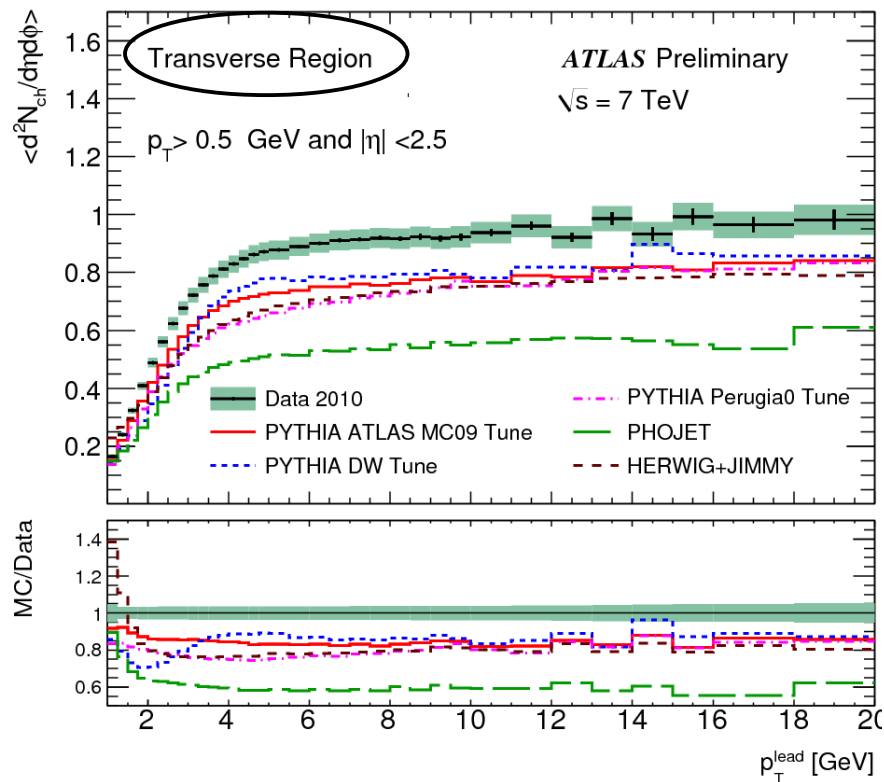 <d²N_ch/dηdϕ>
1.6
1.4
1.2
1
0.8
0.6
0.4
0.2
Transverse Region
ATLAS Preliminary
√s = 7 TeV
p_T> 0.5 GeV and |η| <2.5
Data 2010
PYTHIA ATLAS MC09 Tune
PYTHIA DW Tune
PYTHIA Perugia0 Tune
PHOJET
HERWIG+JIMMY
MC/Data
1.4
1.2
1
0.8
0.6
2 4 6 8 10 12 14 16 18 20
p_T^lead [GeV]